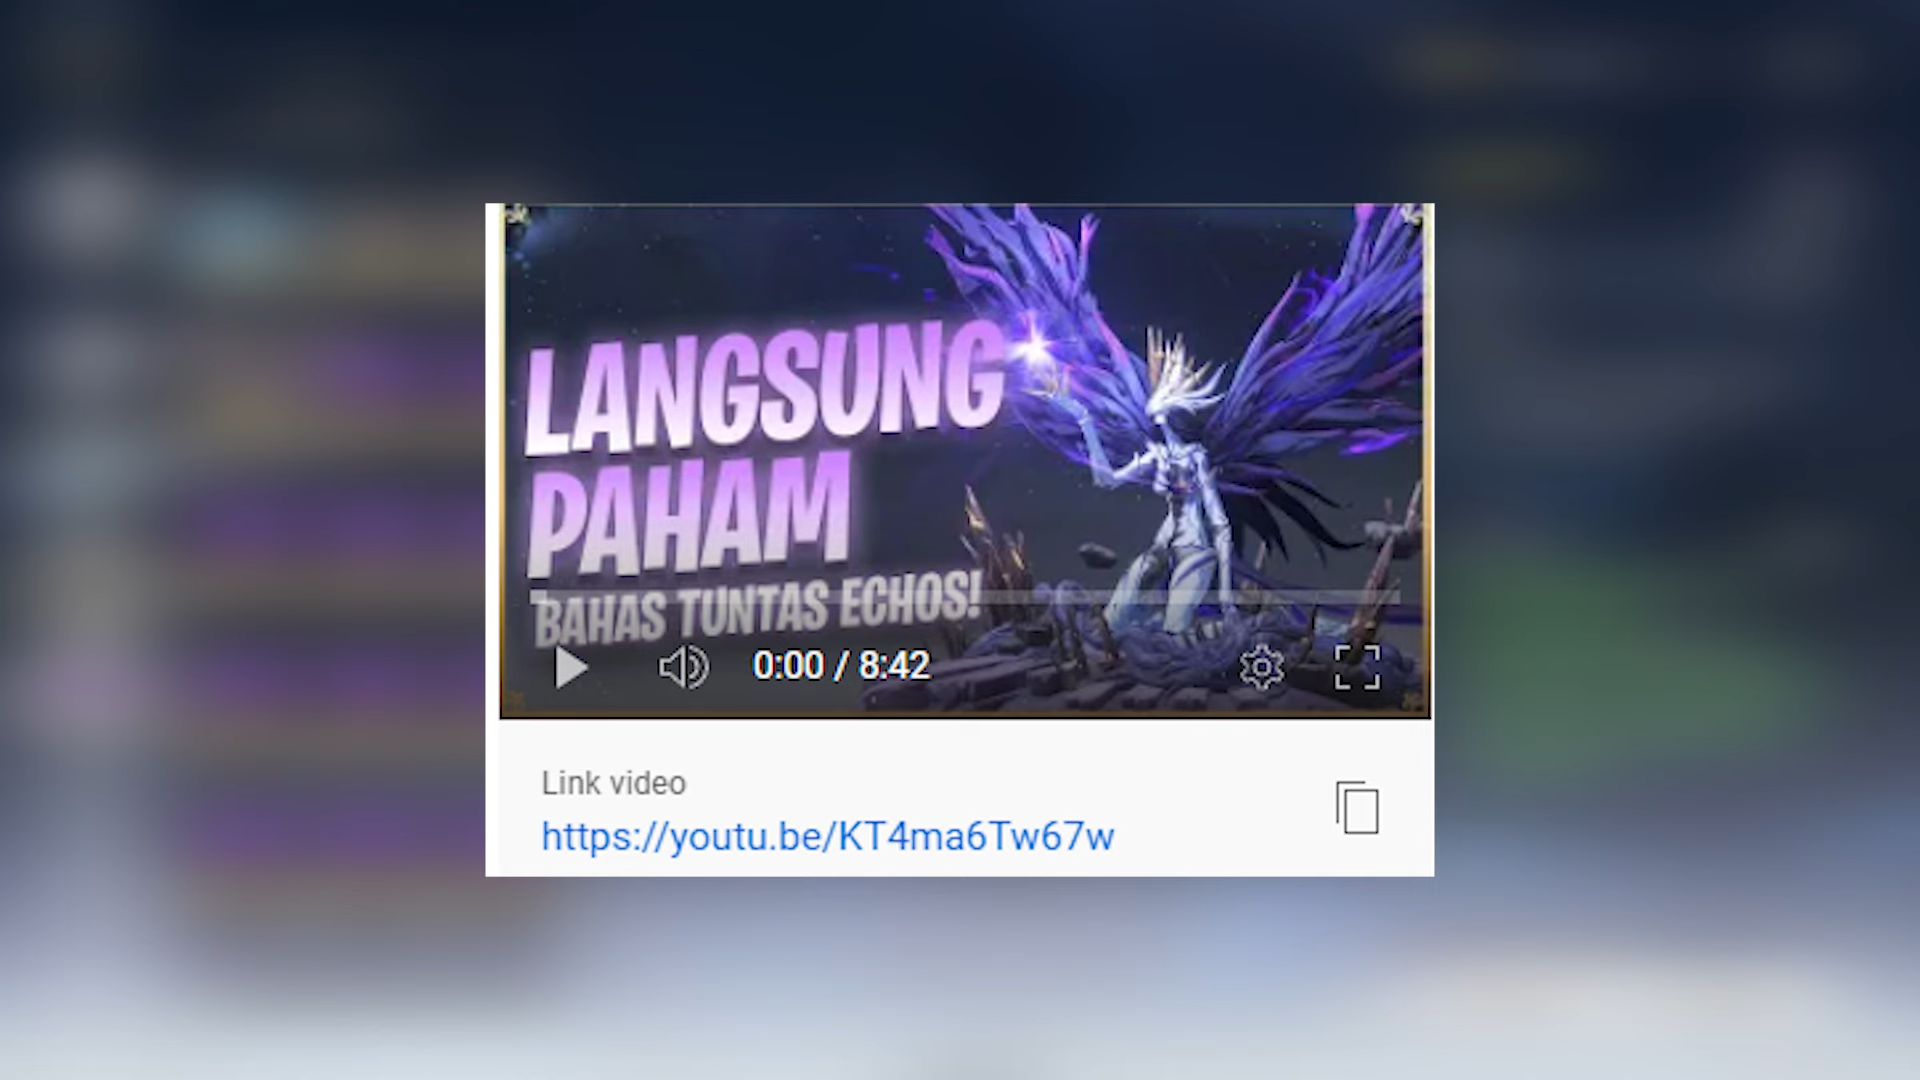 LANGSUNG
PAHAM
BAHAS TUNTAS ECHOS!
0:00 / 8:42
Link video
https://youtu.be/KT4ma6Tw67w